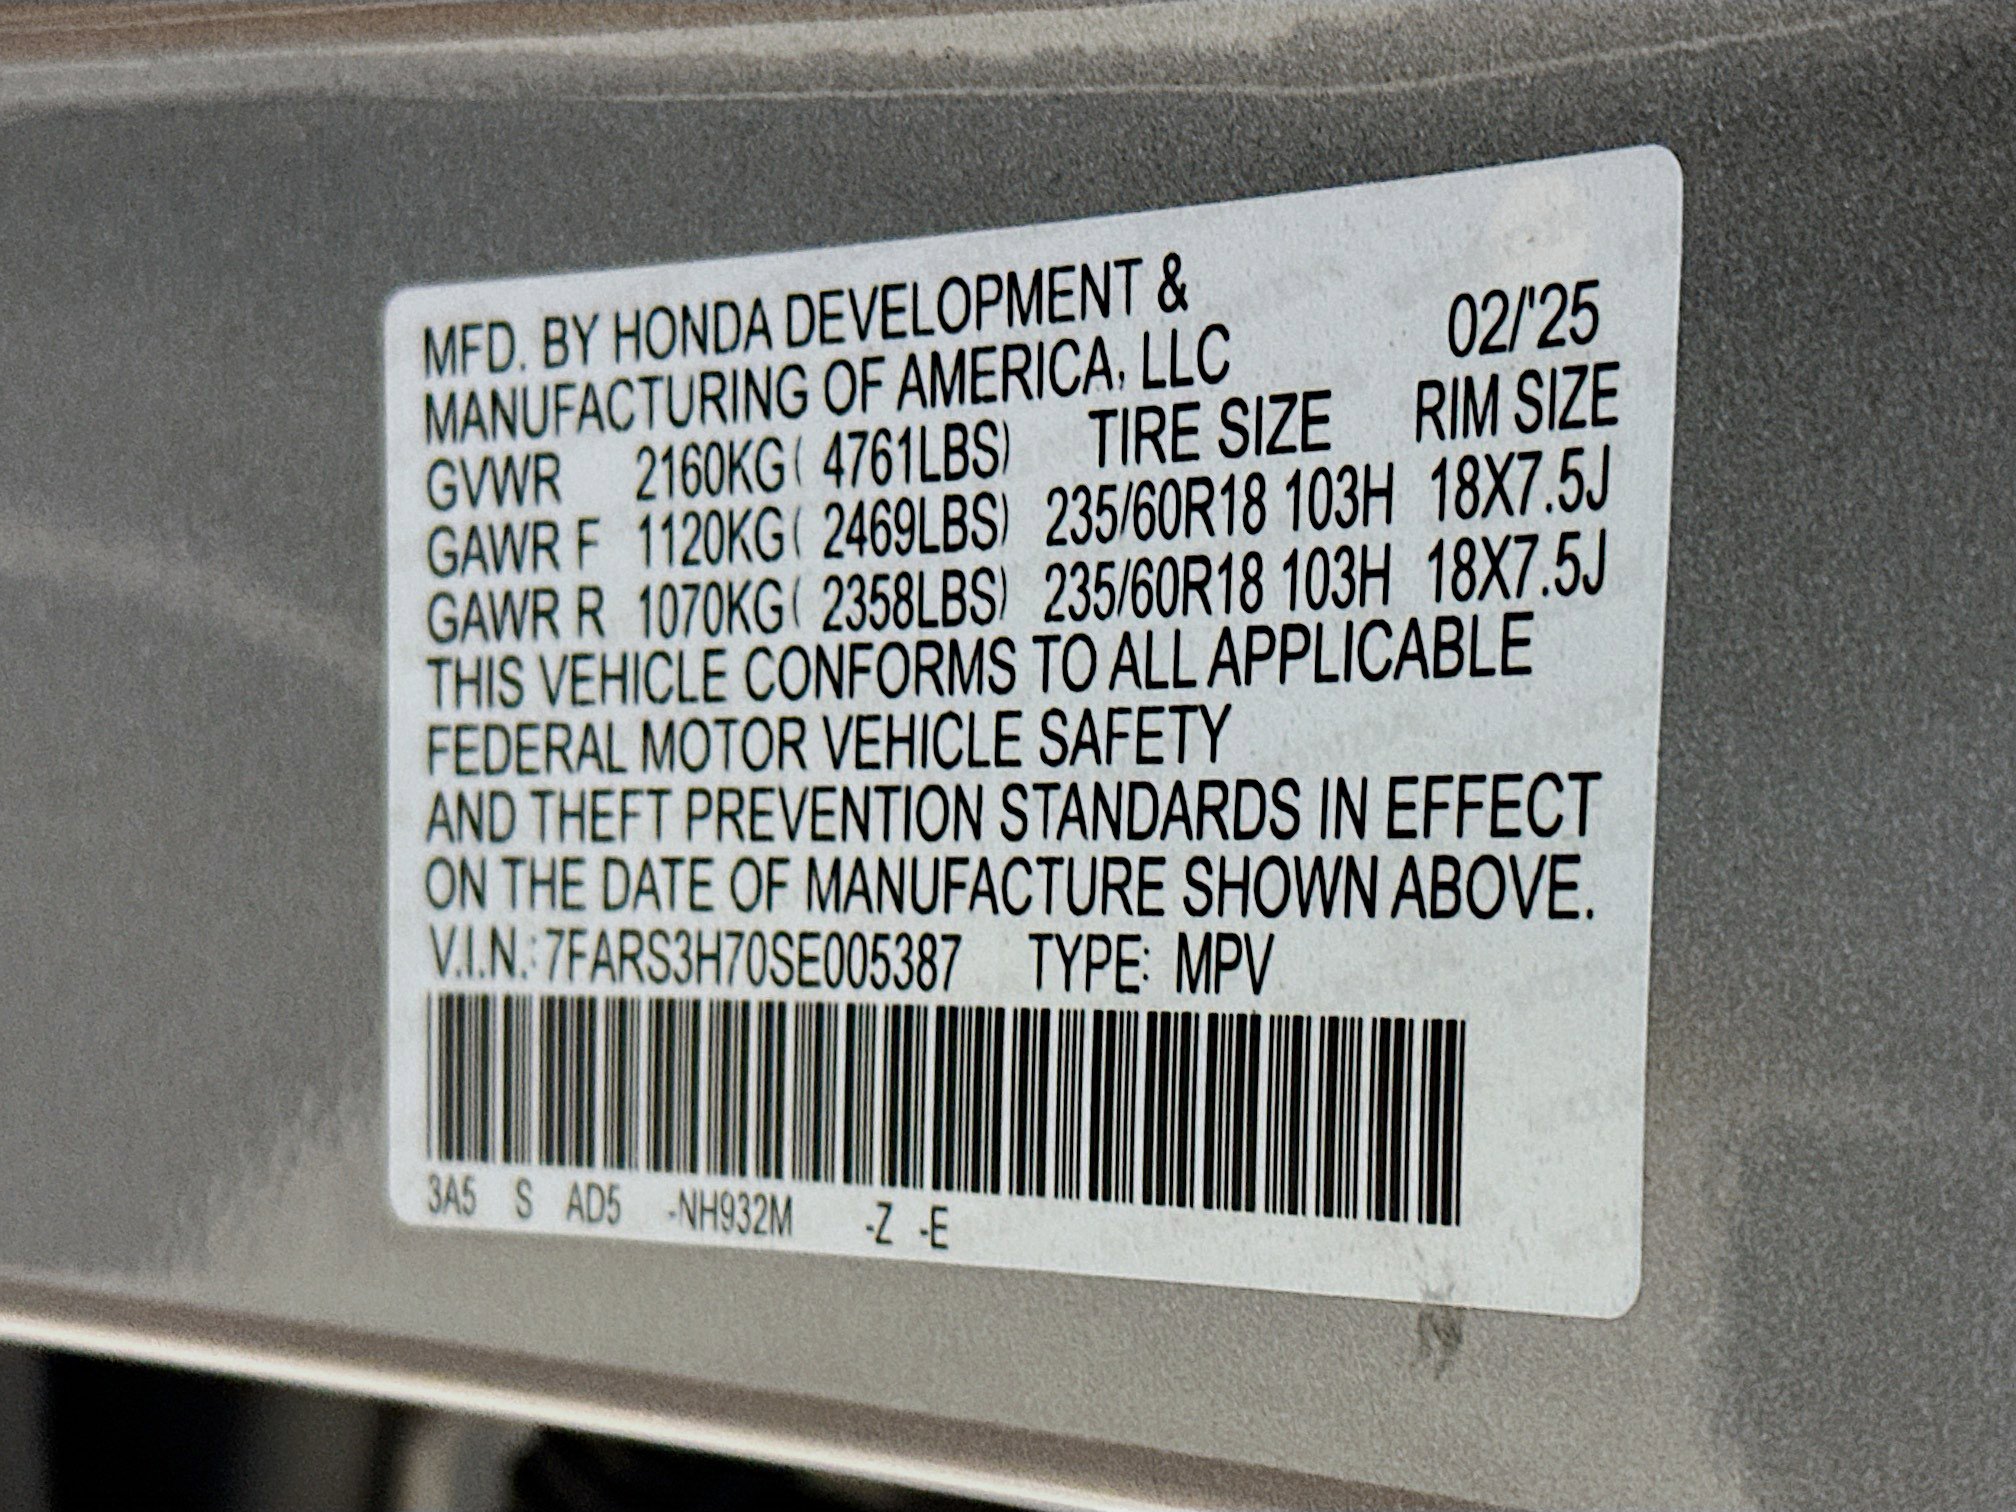 MFD. BY HONDA DEVELOPMENT &
MANUFACTURING OF AMERICA, LLC 02/'25
GVWR 2160KG( 4761LBS) TIRE SIZE RIM SIZE
GAWR F 1120KG( 2469LBS) 235/60R18 103H 18X7.5J
GAWR R 1070KG( 2358LBS) 235/60R18 103H 18X7.5J
THIS VEHICLE CONFORMS TO ALL APPLICABLE
FEDERAL MOTOR VEHICLE SAFETY
AND THEFT PREVENTION STANDARDS IN EFFECT
ON THE DATE OF MANUFACTURE SHOWN ABOVE.
V.I.N.: 7FARS3H70SE005387 TYPE: MPV
3A5 S AD5 -NH932M -Z -E